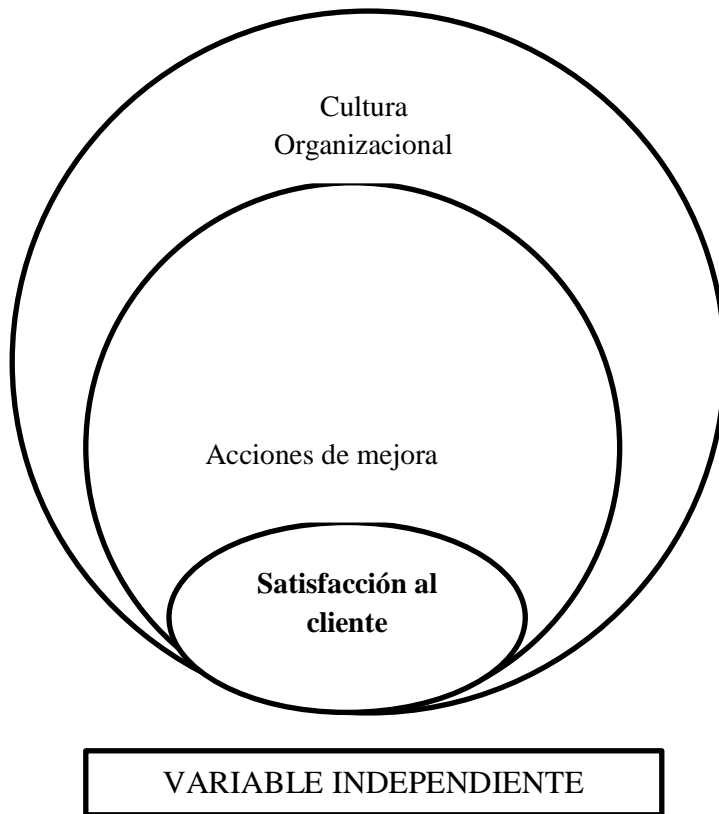 Cultura
Organizacional
Acciones de mejora
Satisfacción al
cliente
VARIABLE INDEPENDIENTE